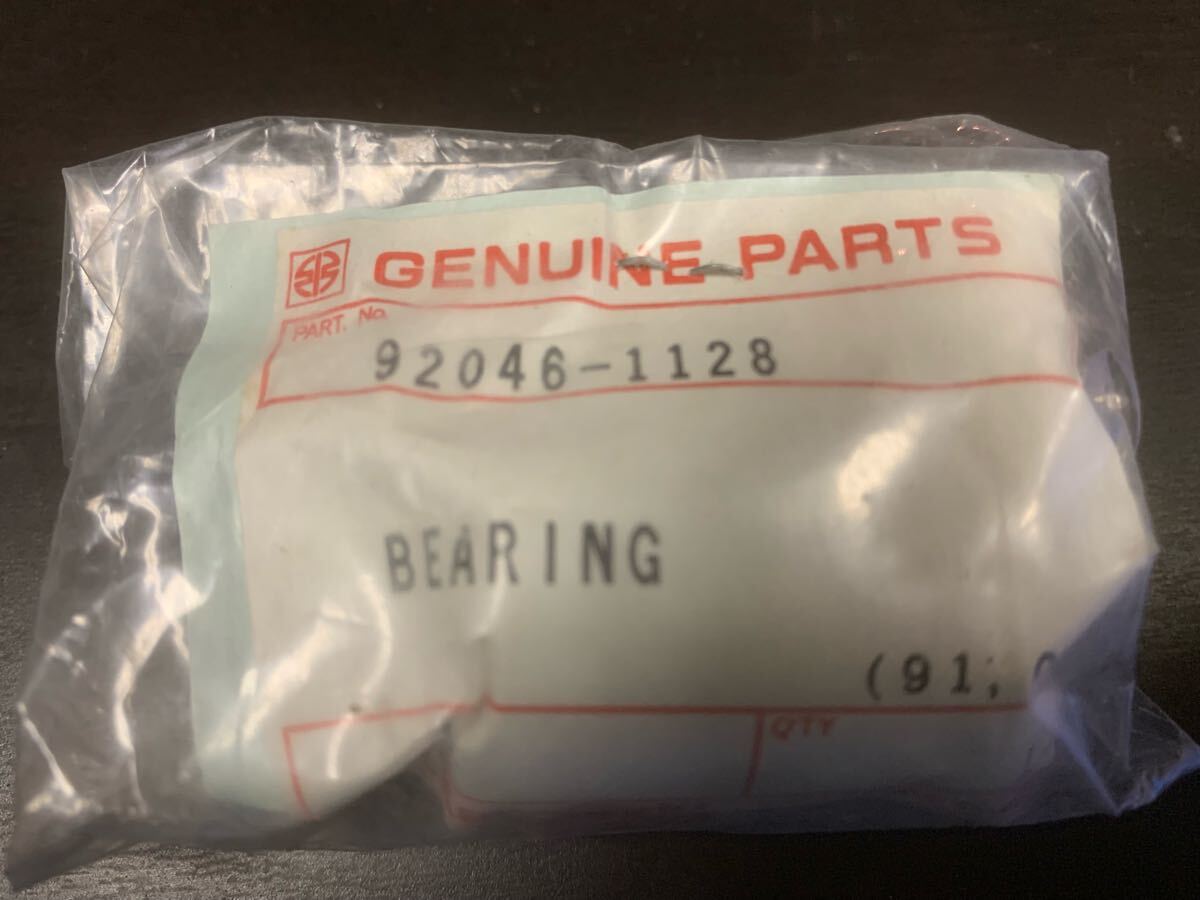 GENUINE PARTS
PART. No.
92046-1128
BEARING
(91,
QTY